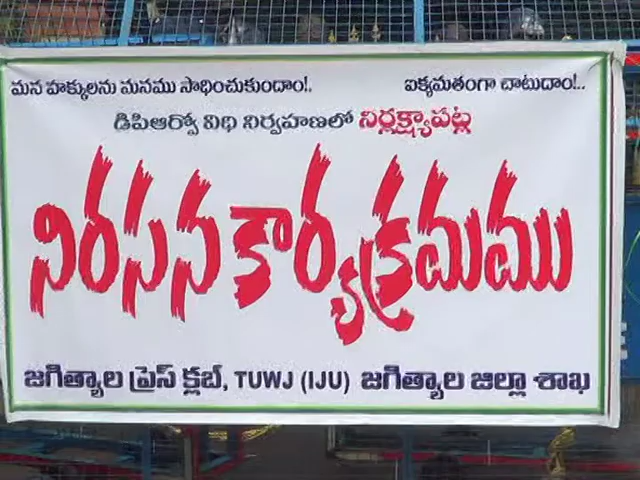 మన హక్కులను మనము సాధించుకుందాం!. ఐక్యమతంగా చాటుదాం!..
డిపిఆర్వో విధి నిర్వహణలో నిర్లక్ష్యాపట్ల
నిరసన కార్యక్రమము
జగిత్యాల ప్రెస్ క్లబ్, TUWJ (IJU) జగిత్యాల జిల్లా శాఖ